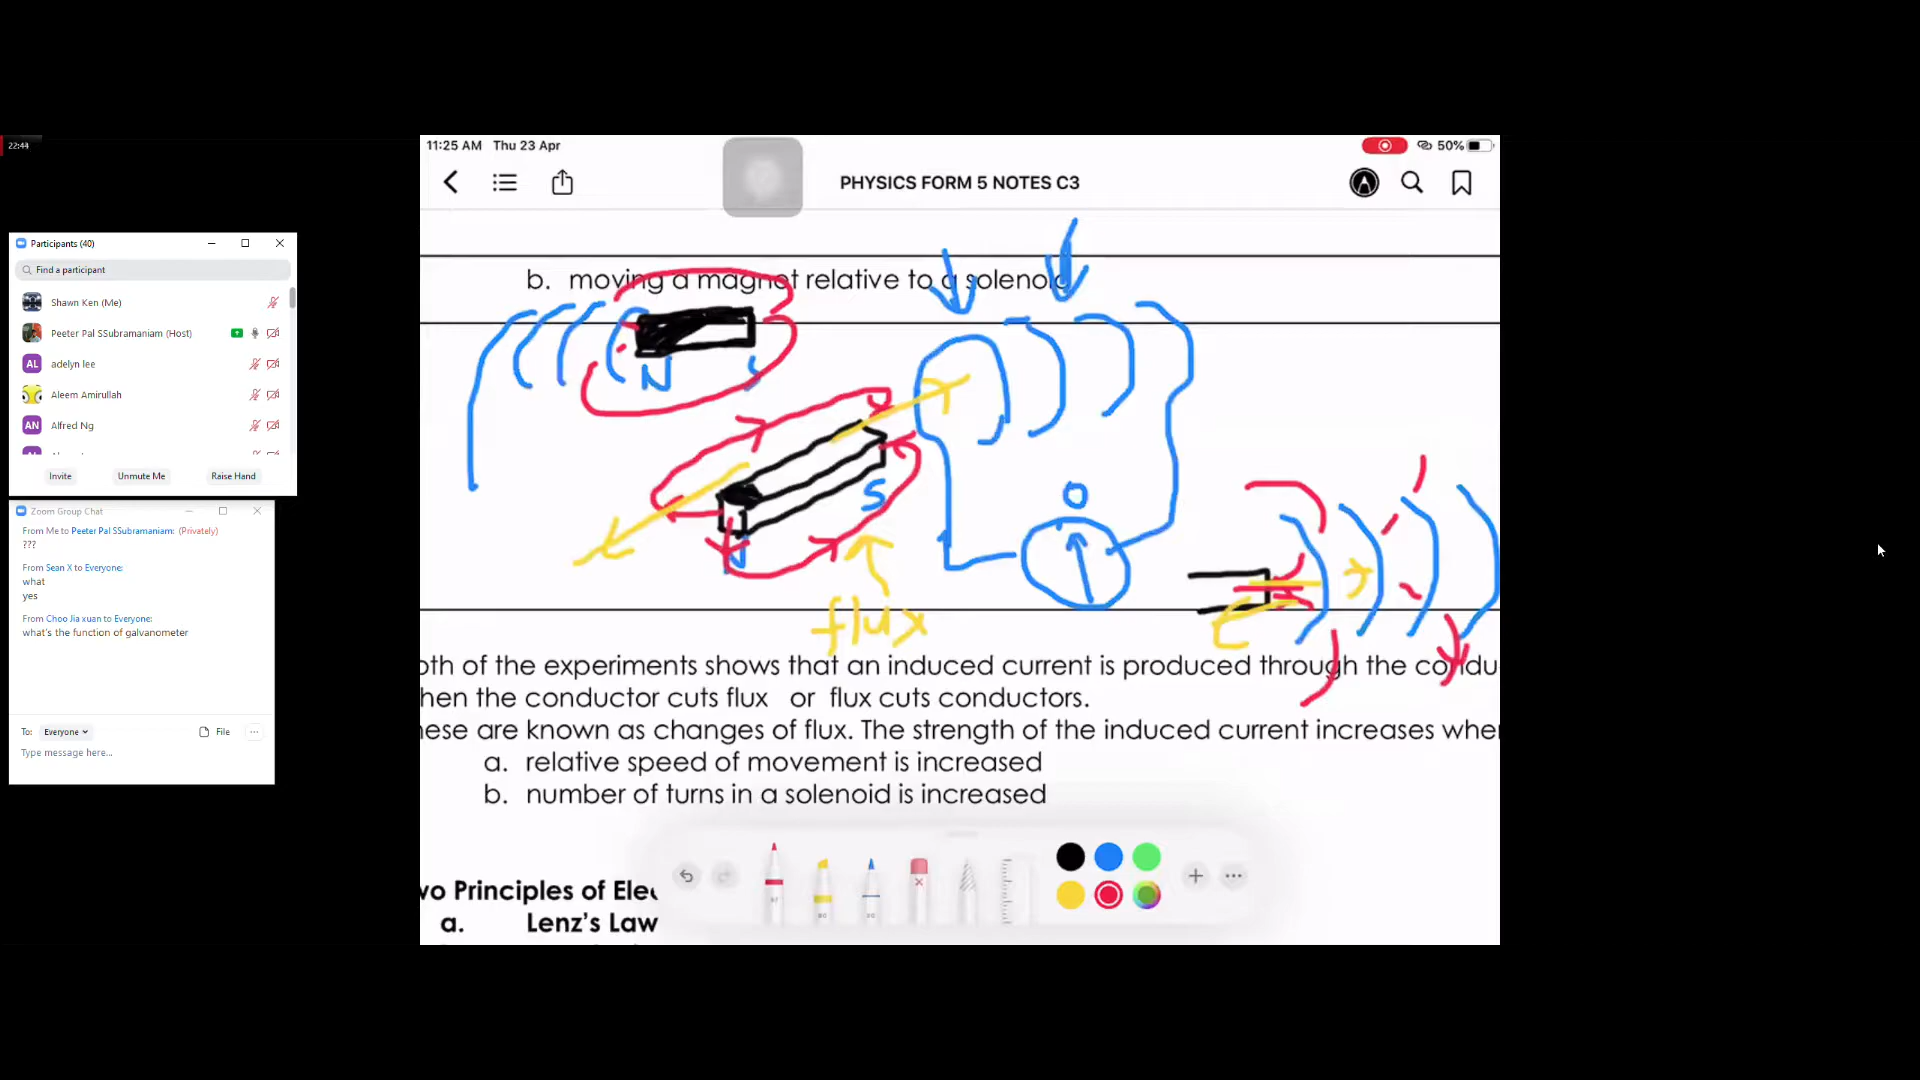 22:44
Participants (40)
Find a participant
Shawn Ken (Me)
Peeter Pal SSubramaniam (Host)
AL adelyn lee
Aleem Amirullah
AN Alfred Ng
Invite Unmute Me Raise Hand
Zoom Group Chat
From Me to Peeter Pal SSubramaniam: (Privately)
???
From Sean X to Everyone:
what
yes
From Choo Jia xuan to Everyone:
what's the function of galvanometer
To: Everyone File ...
Type message here...
11:25 AM Thu 23 Apr 50%
PHYSICS FORM 5 NOTES C3
b. moving a magnet relative to a solenoid
N S
S
N
O
flux
oth of the experiments shows that an induced current is produced through the condu
hen the conductor cuts flux or flux cuts conductors.
hese are known as changes of flux. The strength of the induced current increases whe
a. relative speed of movement is increased
b. number of turns in a solenoid is increased
wo Principles of Elec
a. Lenz's Law